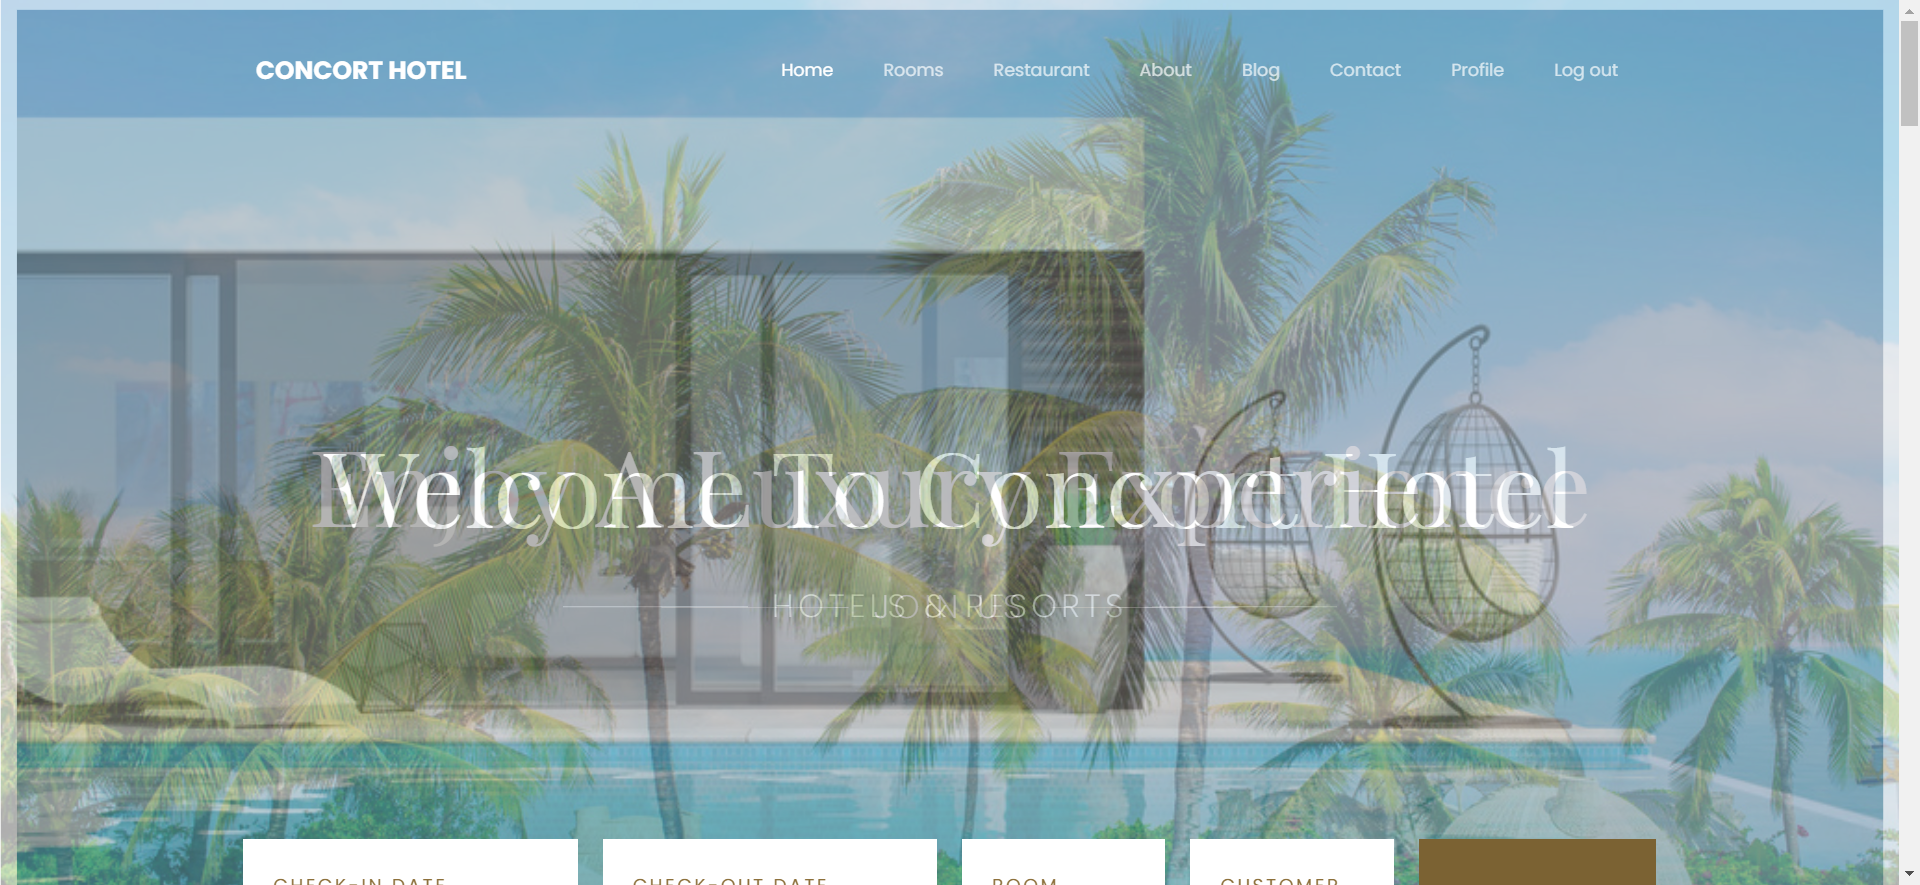 CONCORT HOTEL
Home Rooms Restaurant About Blog Contact Profile Log out
Welcome To Concort Hotel
Enjoy A Luxury Experience
HOTELS & RESORTS
CHECK-IN DATE CHECK-OUT DATE ROOM CUSTOMER